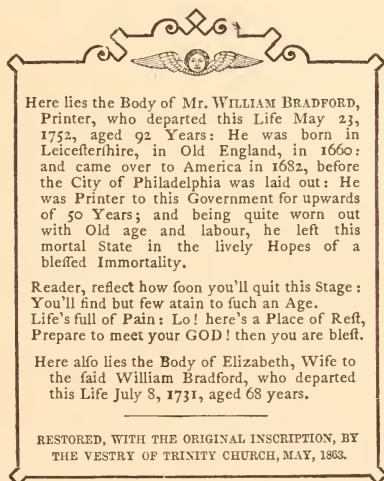 Here lies the Body of Mr. WILLIAM BRADFORD,
Printer, who departed this Life May 23,
1752, aged 92 Years: He was born in
Leiceſterſhire, in Old England, in 1660:
and came over to America in 1682, before
the City of Philadelphia was laid out: He
was Printer to this Government for upwards
of 50 Years; and being quite worn out
with Old age and labour, he left this
mortal State in the lively Hopes of a
bleſſed Immortality.
Reader, reflect how ſoon you'll quit this Stage:
You'll find but few atain to ſuch an Age.
Life's full of Pain: Lo! here's a Place of Reſt,
Prepare to meet your GOD! then you are bleſt.
Here alſo lies the Body of Elizabeth, Wife to
the ſaid William Bradford, who departed
this Life July 8, 1731, aged 68 years.
RESTORED, WITH THE ORIGINAL INSCRIPTION, BY
THE VESTRY OF TRINITY CHURCH, MAY, 1863.